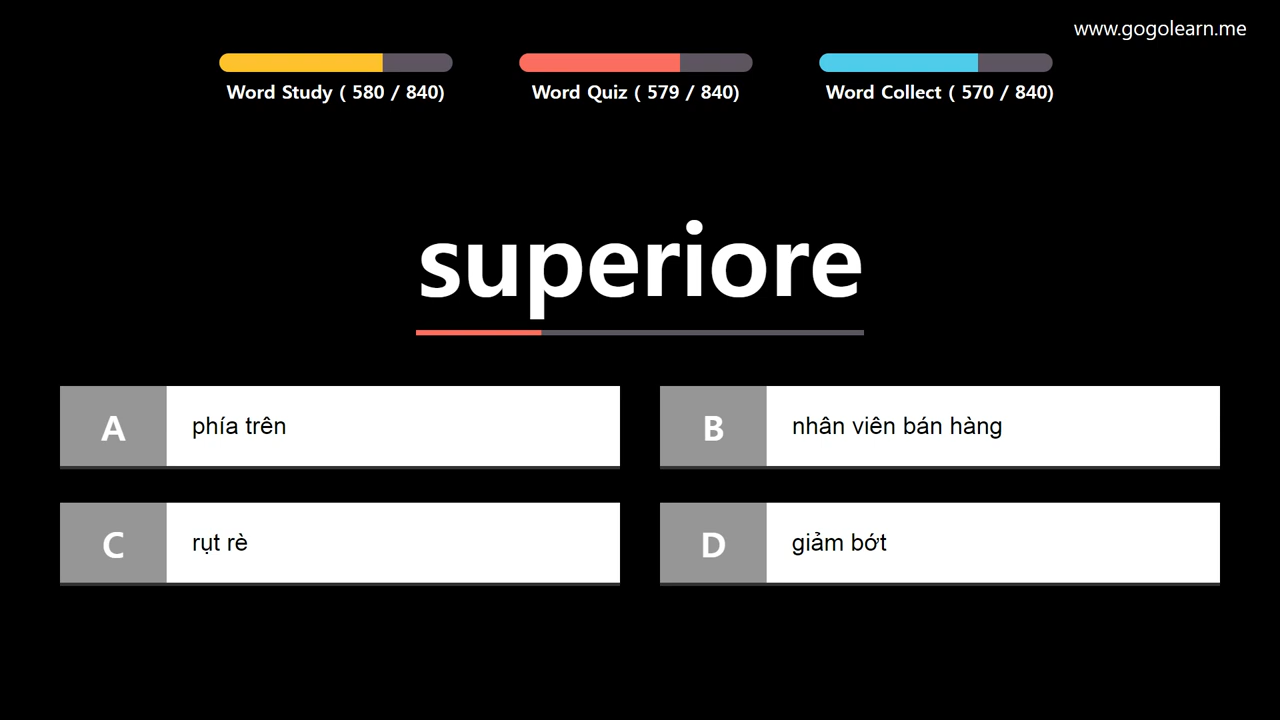 www.gogolearn.me
Word Study ( 580 / 840)
Word Quiz ( 579 / 840)
Word Collect ( 570 / 840)
superiore
A
phía trên
B
nhân viên bán hàng
C
rụt rè
D
giảm bớt